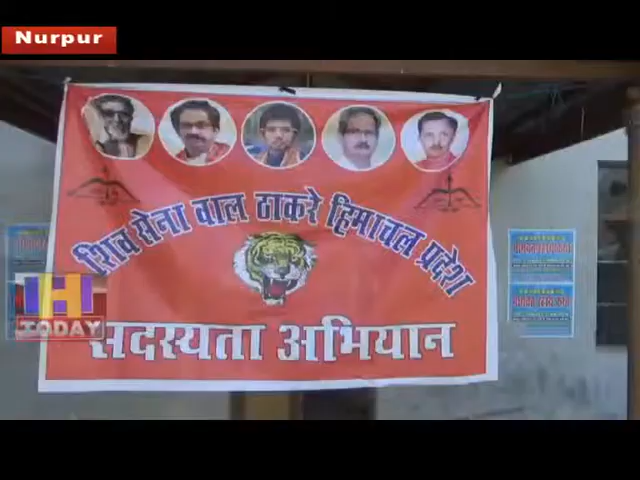 Nurpur
शिव सेना वाल ठाकरे हिमाचल प्रदेश
सदस्यता अभियान
H
TODAY